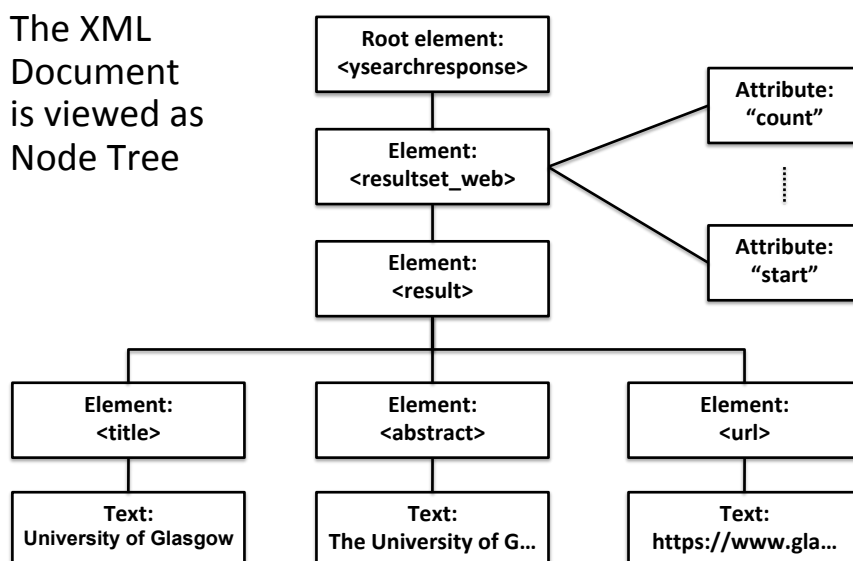 The XML
Document
is viewed as
Node Tree
Root element:
<ysearchresponse>
Attribute:
“count”
Element:
<resultset_web>
Attribute:
“start”
Element:
<result>
Element:
<title>
Element:
<abstract>
Element:
<url>
Text:
University of Glasgow
Text:
The University of G...
Text:
https://www.gla...